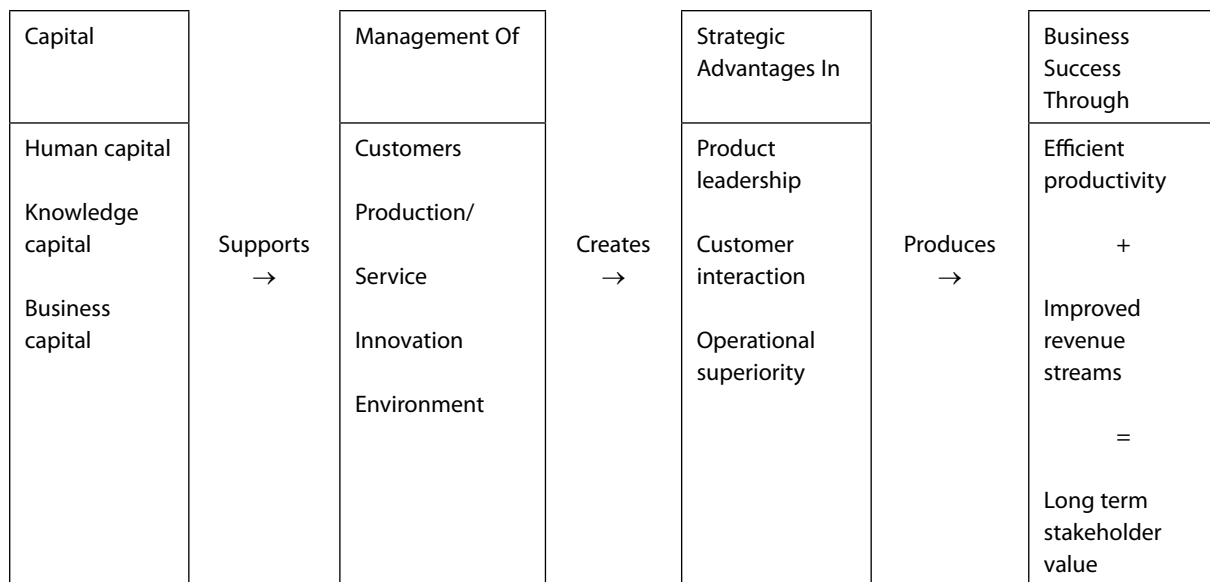 Capital
Human capital
Knowledge
capital
Business
capital
Supports
→
Management Of
Customers
Production/
Service
Innovation
Environment
Creates
→
Strategic
Advantages In
Product
leadership
Customer
interaction
Operational
superiority
Produces
→
Business
Success
Through
Efficient
productivity
+
Improved
revenue
streams
=
Long term
stakeholder
value